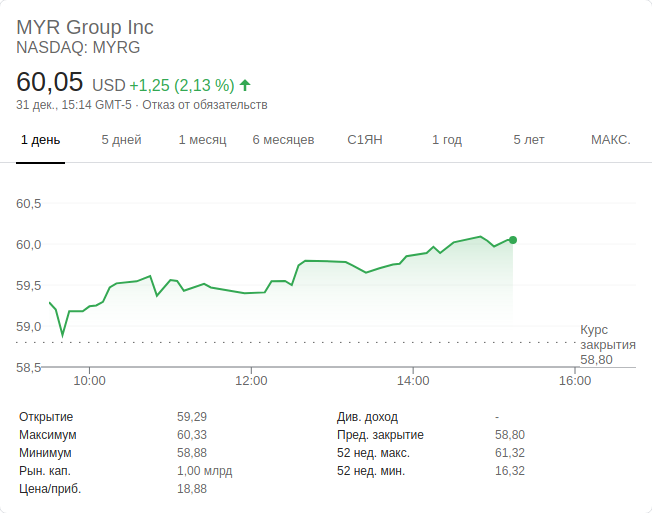 MYR Group Inc
NASDAQ: MYRG
60,05 USD +1,25 (2,13 %)
31 дек., 15:14 GMT-5 · Отказ от обязательств
1 день 5 дней 1 месяц 6 месяцев С1ЯН 1 год 5 лет МАКС.
60,5
60,0
59,5
59,0
Курс
закрытия
58,80
58,5
10:00 12:00 14:00 16:00
Открытие 59,29 Див. доход -
Максимум 60,33 Пред. закрытие 58,80
Минимум 58,88 52 нед. макс. 61,32
Рын. кап. 1,00 млрд 52 нед. мин. 16,32
Цена/приб. 18,88